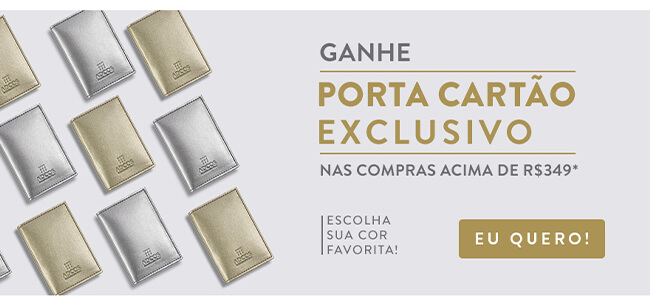 GANHE
PORTA CARTÃO
EXCLUSIVO
NAS COMPRAS ACIMA DE R$349*
ESCOLHA
SUA COR
FAVORITA!
EU QUERO!